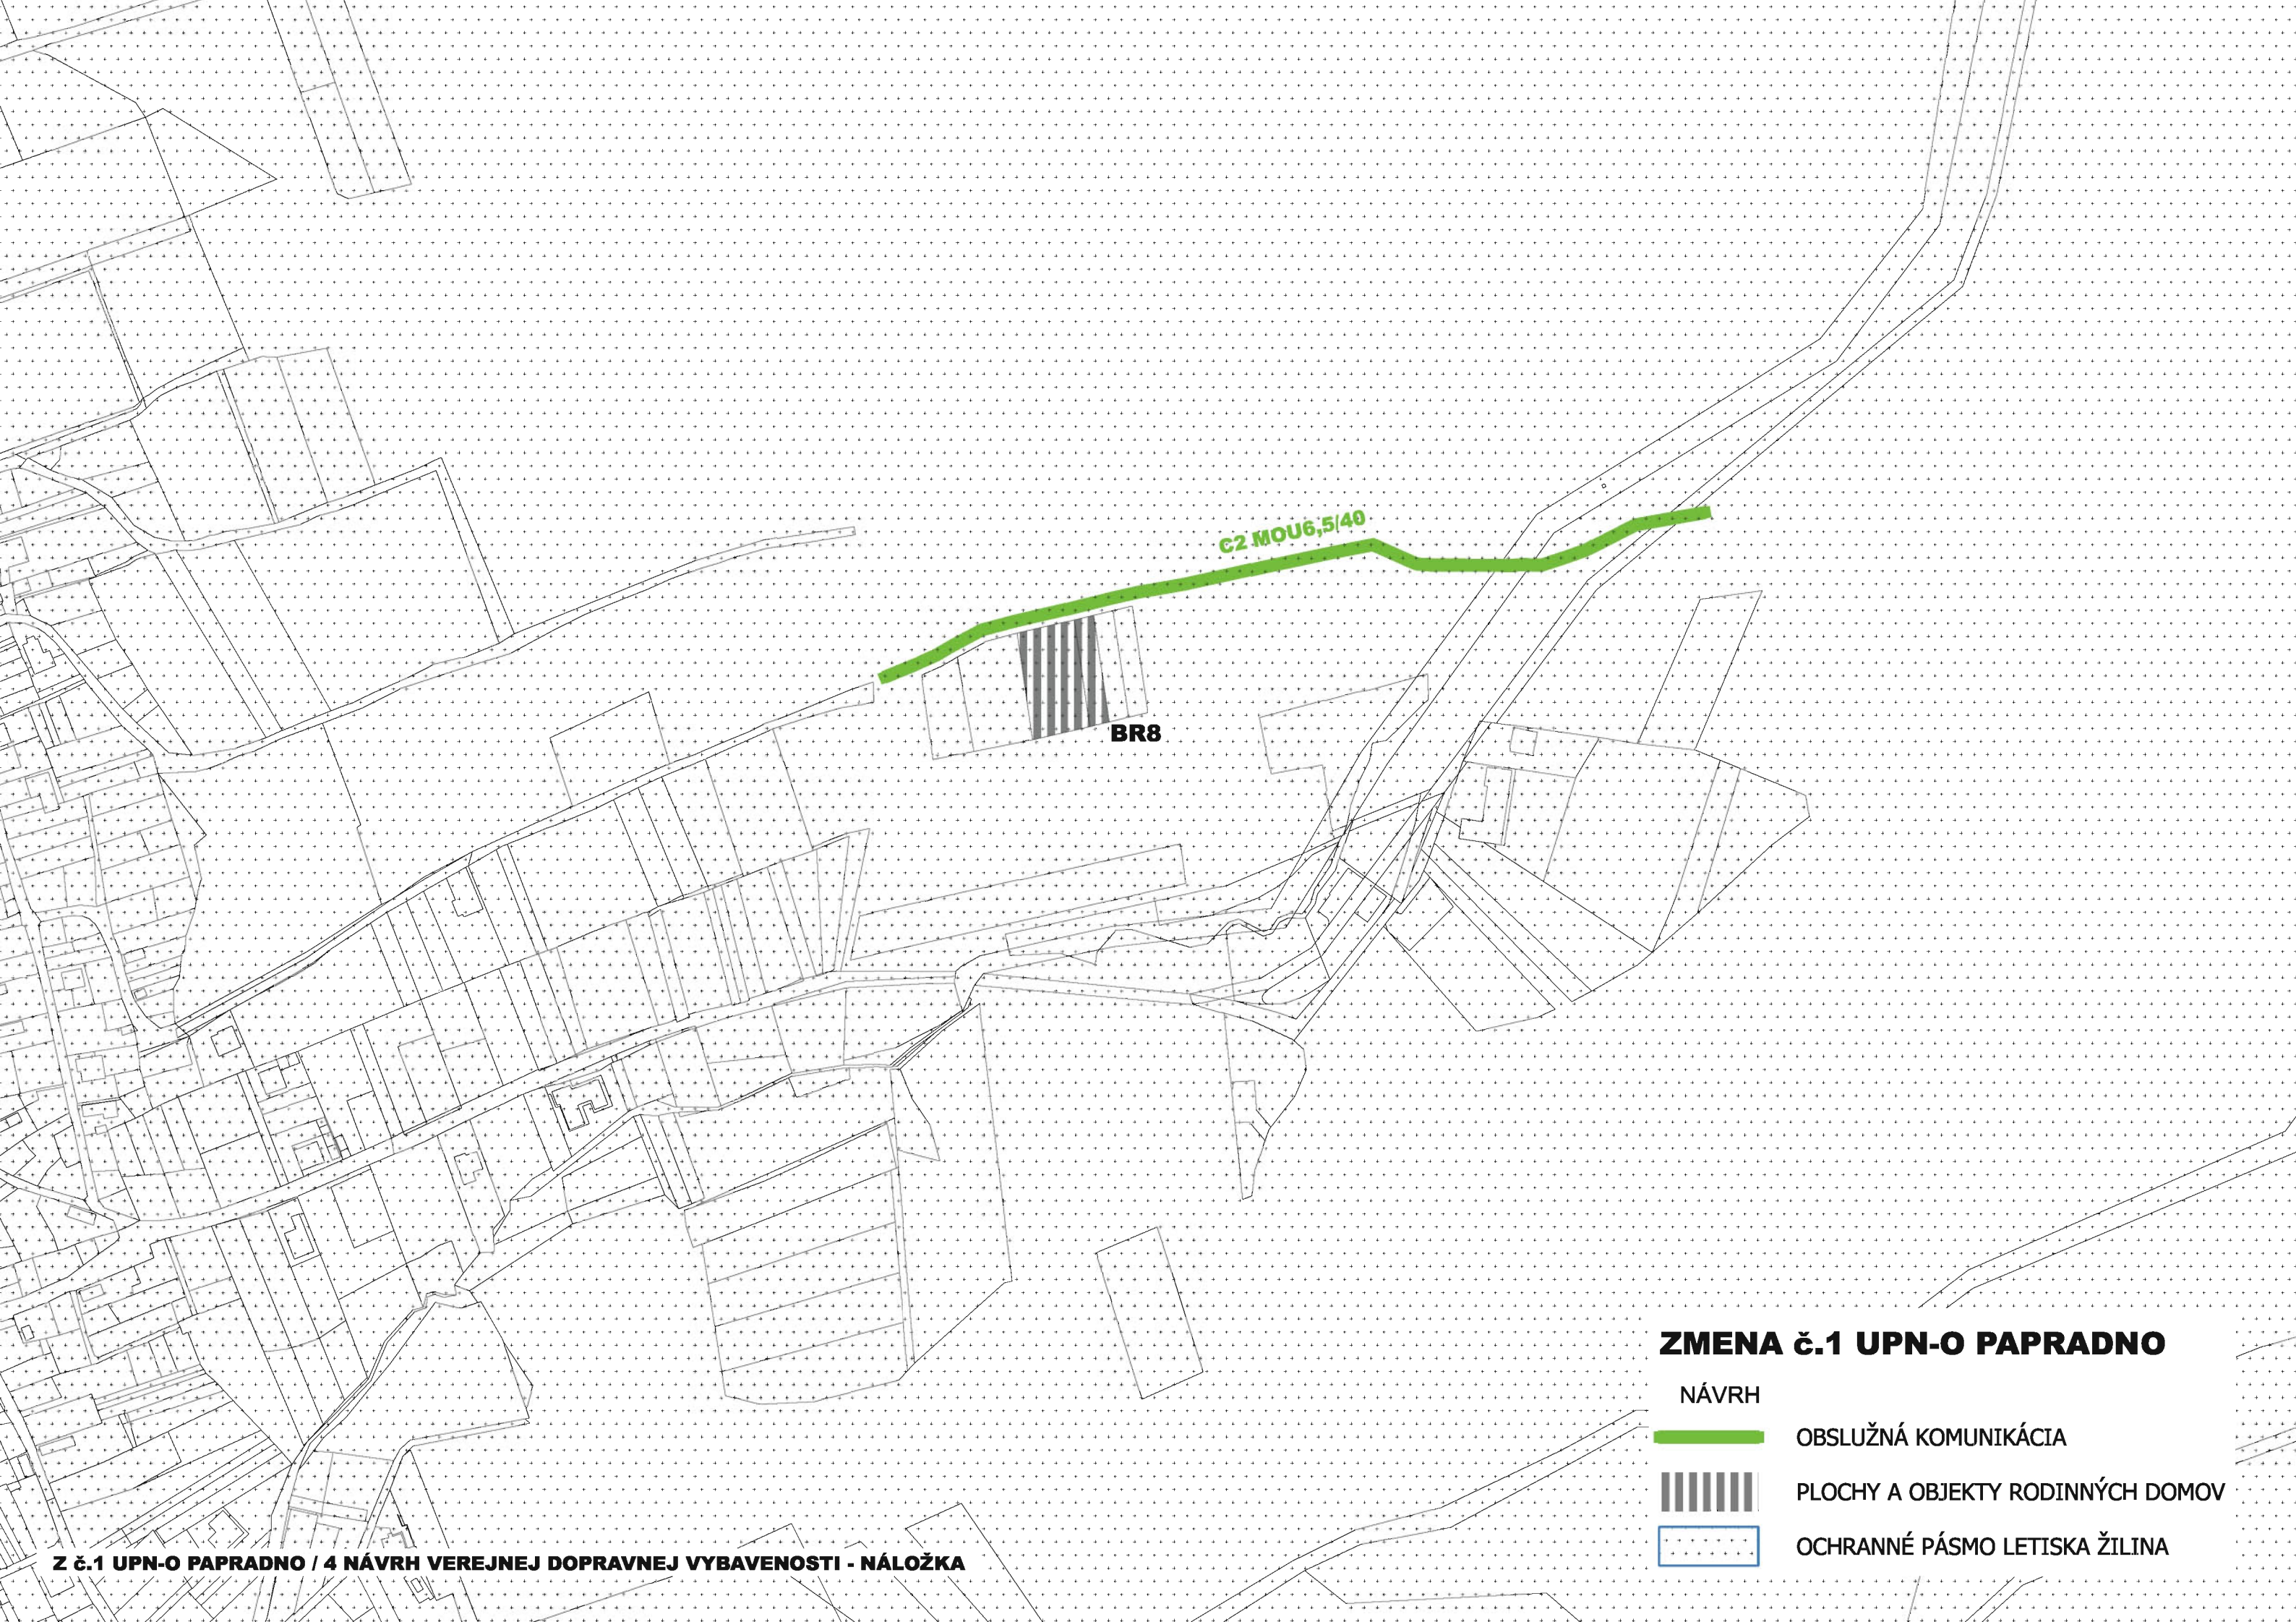 C2 MOU6,5/40
BR8
ZMENA č.1 UPN-O PAPRADNO
NÁVRH
OBSLUŽNÁ KOMUNIKÁCIA
PLOCHY A OBJEKTY RODINNÝCH DOMOV
OCHRANNÉ PÁSMO LETISKA ŽILINA
Z č.1 UPN-O PAPRADNO / 4 NÁVRH VEREJNEJ DOPRAVNEJ VYBAVENOSTI - NÁLOŽKA